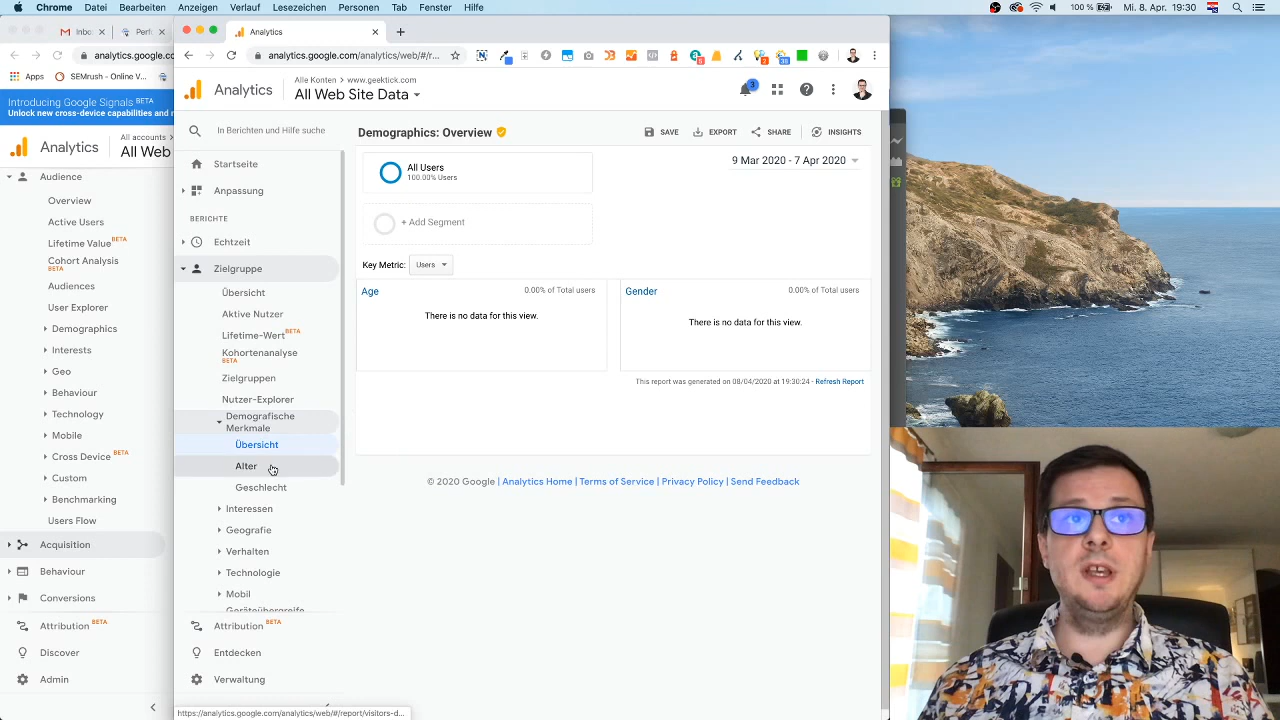 Chrome Datei Bearbeiten Anzeigen Verlauf Lesezeichen Personen Tab Fenster Hilfe
100 % Mi. 8. Apr. 19:30
Inbo
Perf
analytics.google.co
Apps SEMrush - Online V...
Introducing Google Signals BETA
Unlock new cross-device capabilities and
Analytics
All accounts
All Web
Audience
Overview
Active Users
Lifetime Value BETA
Cohort Analysis
BETA
Audiences
User Explorer
Demographics
Interests
Geo
Behaviour
Technology
Mobile
Cross Device BETA
Custom
Benchmarking
Users Flow
Acquisition
Behaviour
Conversions
Attribution BETA
Discover
Admin
Analytics
analytics.google.com/analytics/web/#/r...
Analytics
Alle Konten > www.geektick.com
All Web Site Data
3
In Berichten und Hilfe suchen
Startseite
Anpassung
BERICHTE
Echtzeit
Zielgruppe
Übersicht
Aktive Nutzer
Lifetime-Wert BETA
Kohortenanalyse
BETA
Zielgruppen
Nutzer-Explorer
Demografische
Merkmale
Übersicht
Alter
Geschlecht
Interessen
Geografie
Verhalten
Technologie
Mobil
Geräteübergreife
Attribution BETA
Entdecken
Verwaltung
Demographics: Overview
SAVE EXPORT SHARE INSIGHTS
All Users
100.00% Users
9 Mar 2020 - 7 Apr 2020
+ Add Segment
Key Metric: Users
Age
0.00% of Total users
There is no data for this view.
Gender
0.00% of Total users
There is no data for this view.
This report was generated on 08/04/2020 at 19:30:24 - Refresh Report
© 2020 Google | Analytics Home | Terms of Service | Privacy Policy | Send Feedback
https://analytics.google.com/analytics/web/#/report/visitors-d...